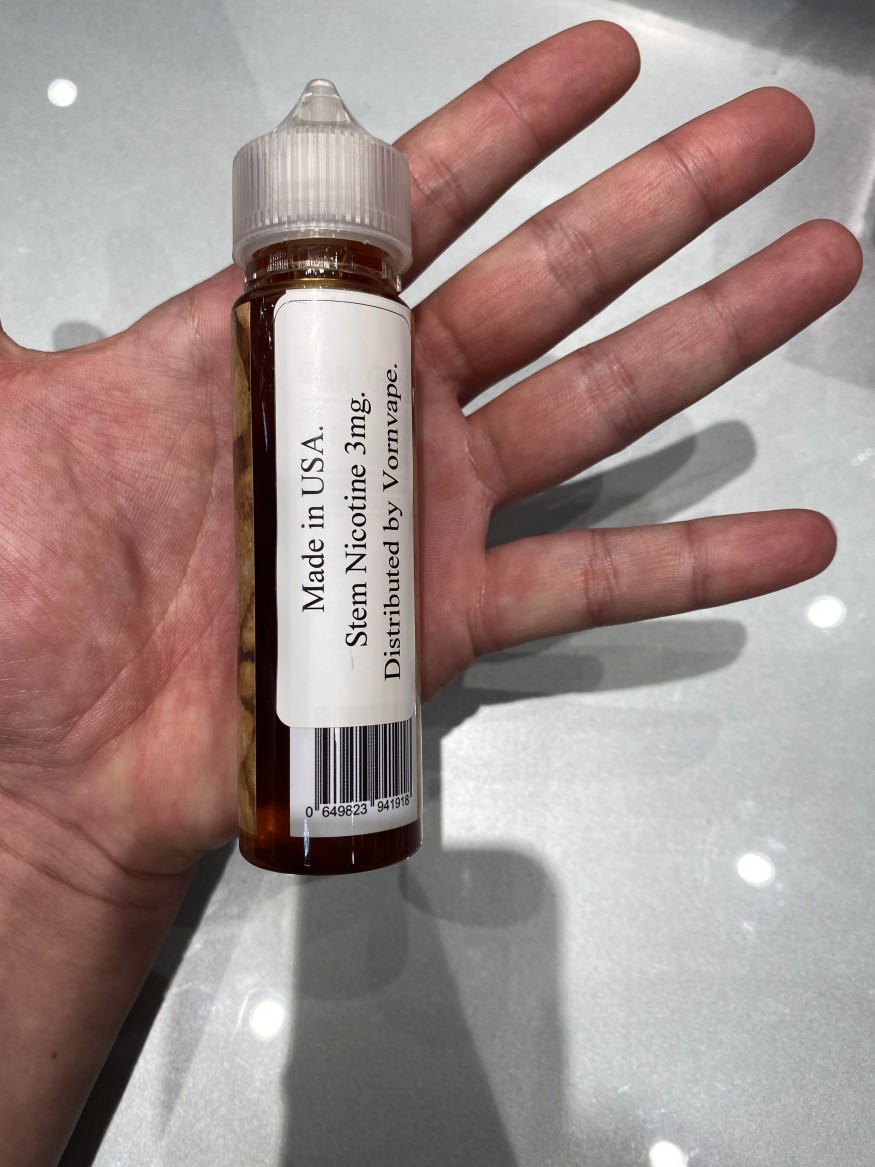 Made in USA.
Stem Nicotine 3mg.
Distributed by Vornvape.
0 649823 941918